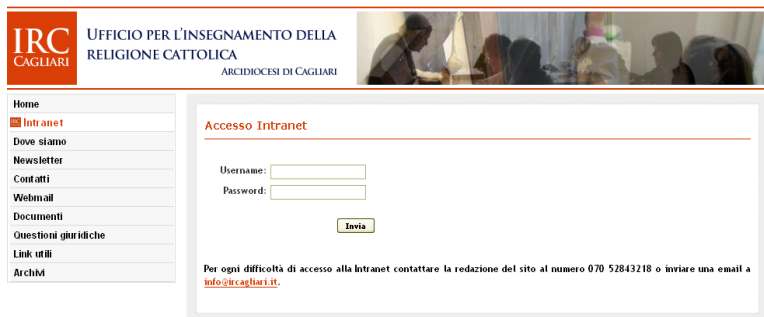 IRC
CAGLIARI
UFFICIO PER L'INSEGNAMENTO DELLA
RELIGIONE CATTOLICA
ARCIDIOCESI DI CAGLIARI
Home
IRC Intranet
Dove siamo
Newsletter
Contatti
Webmail
Documenti
Questioni giuridiche
Link utili
Archivi
Accesso Intranet
Username:
Password:
Invia
Per ogni difficoltà di accesso alla Intranet contattare la redazione del sito al numero 070 52843218 o inviare una email a
info@ircagliari.it.